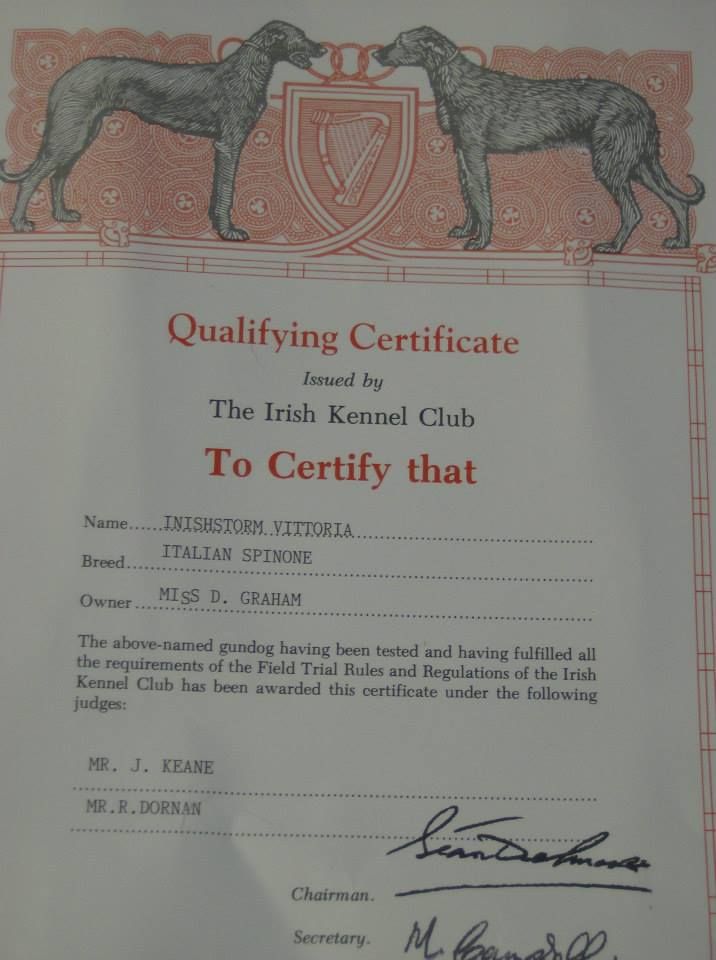 Qualifying Certificate
Issued by
The Irish Kennel Club
To Certify that
Name..... INISHSTORM VITTORIA
Breed.... ITALIAN SPINONE
Owner.... MISS D. GRAHAM
The above-named gundog having been tested and having fulfilled all
the requirements of the Field Trial Rules and Regulations of the Irish
Kennel Club has been awarded this certificate under the following
judges:
MR. J. KEANE
MR.R.DORNAN
Chairman.
Secretary. M.